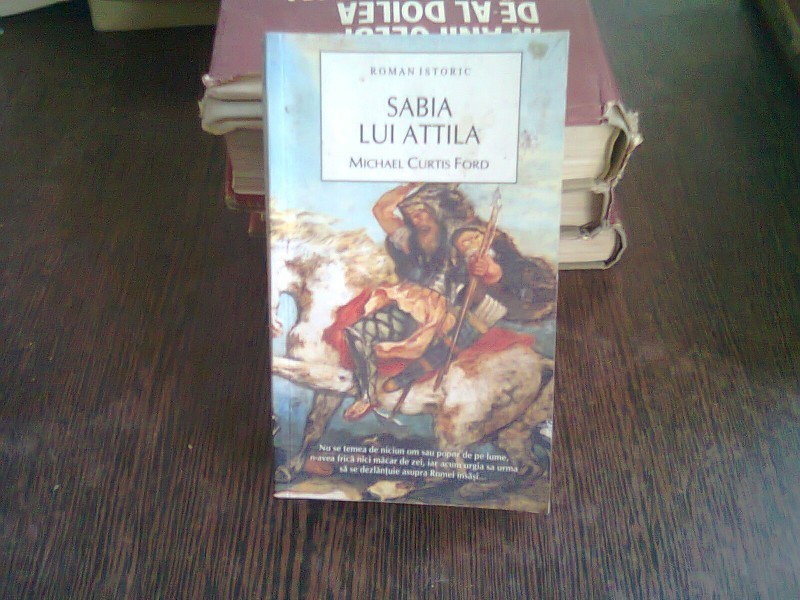 DE-AL DOILEA
ROMAN ISTORIC
SABIA
LUI ATTILA
MICHAEL CURTIS FORD
Nu se temea de niciun om sau popor de pe lume,
n-avea frică nici măcar de zei, iar acum urgia sa urma
să se dezlănțuie asupra Romei însăși...